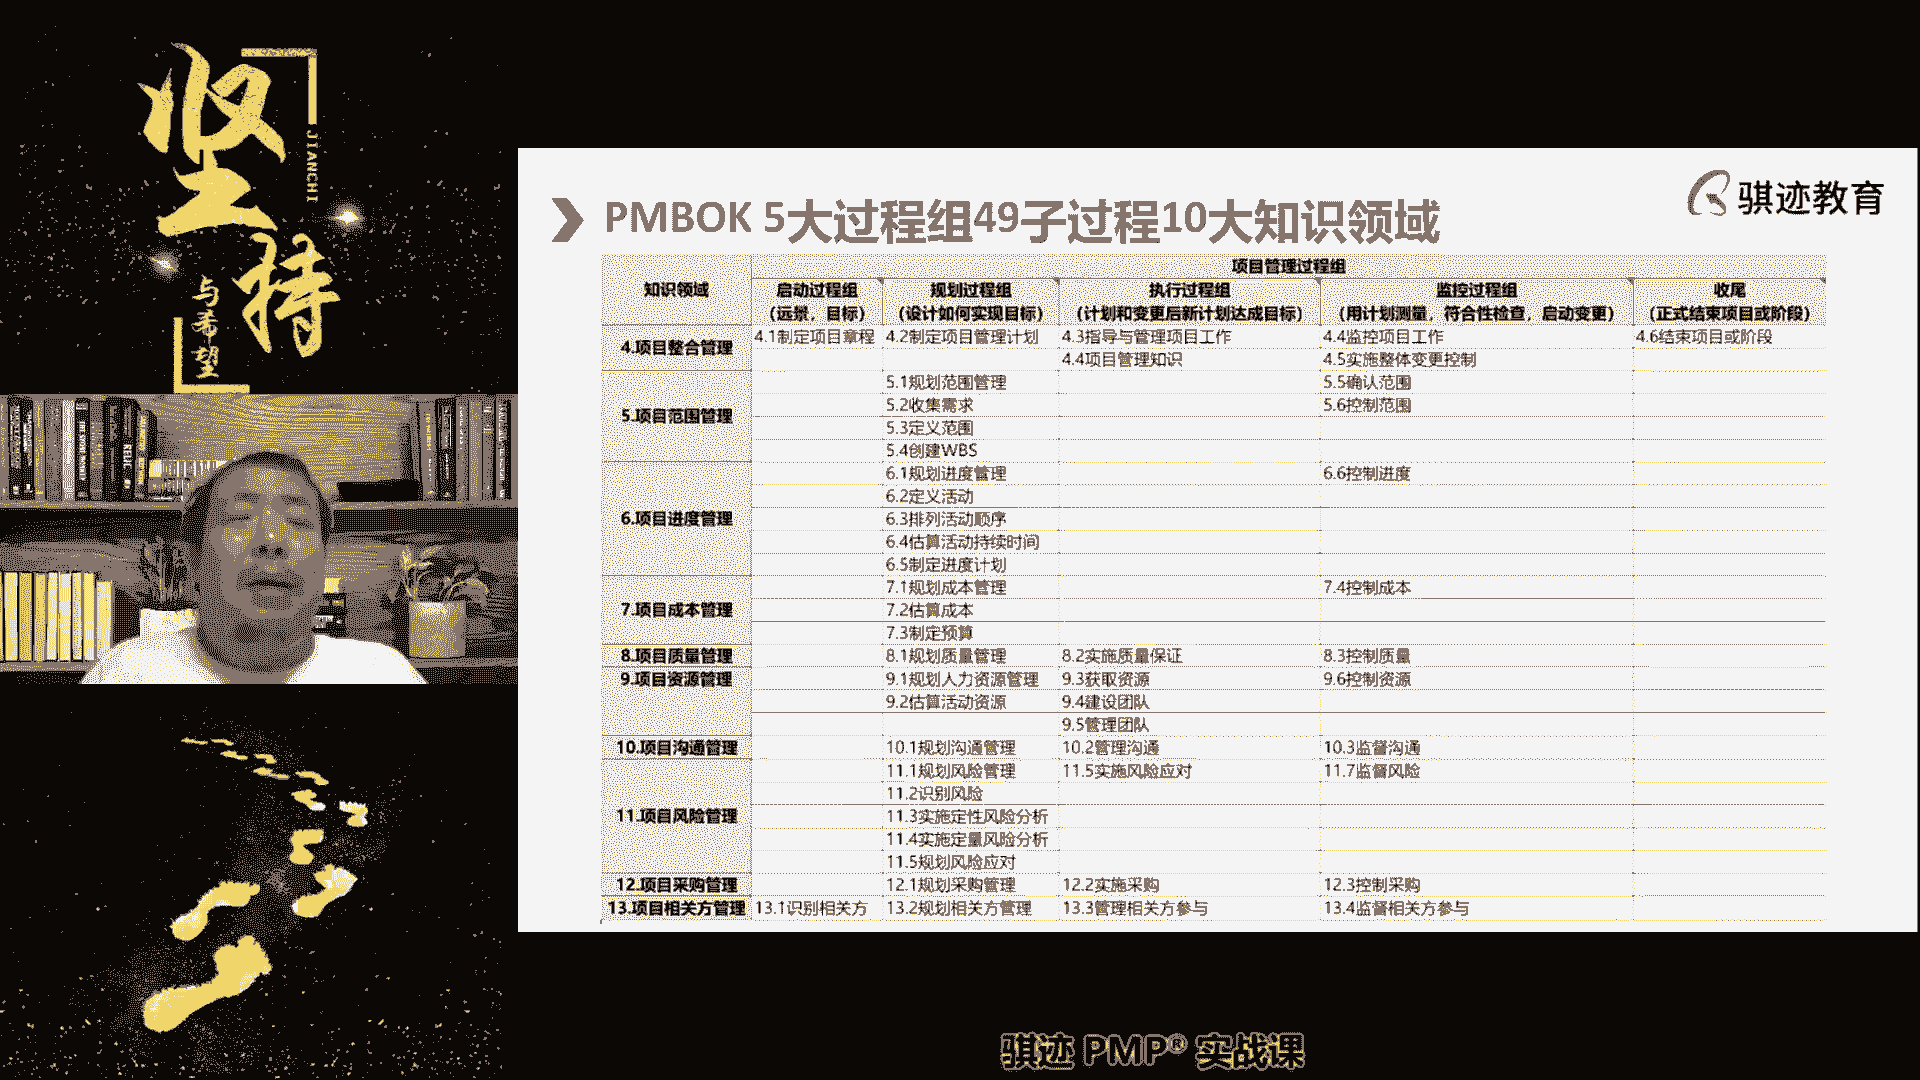 坚持
JIANCHI
与希望
骐迹教育
PMBOK 5大过程组49子过程10大知识领域
知识领域 项目管理过程组
启动过程组 规划过程组 执行过程组 监控过程组 收尾
（远景，目标） （设计如何实现目标） （计划和变更后新计划达成目标） （用计划测量，符合性检查，启动变更） （正式结束项目或阶段）
4.项目整合管理 4.1制定项目章程 4.2制定项目管理计划 4.3指导与管理项目工作 4.4监控项目工作 4.6结束项目或阶段
4.4项目管理知识 4.5实施整体变更控制
5.项目范围管理 5.1规划范围管理 5.5确认范围
5.2收集需求 5.6控制范围
5.3定义范围
5.4创建WBS
6.项目进度管理 6.1规划进度管理 6.6控制进度
6.2定义活动
6.3排列活动顺序
6.4估算活动持续时间
6.5制定进度计划
7.项目成本管理 7.1规划成本管理 7.4控制成本
7.2估算成本
7.3制定预算
8.项目质量管理 8.1规划质量管理 8.2实施质量保证 8.3控制质量
9.项目资源管理 9.1规划人力资源管理 9.3获取资源 9.6控制资源
9.2估算活动资源 9.4建设团队
9.5管理团队
10.项目沟通管理 10.1规划沟通管理 10.2管理沟通 10.3监督沟通
11.项目风险管理 11.1规划风险管理 11.5实施风险应对 11.7监督风险
11.2识别风险
11.3实施定性风险分析
11.4实施定量风险分析
11.5规划风险应对
12.项目采购管理 12.1规划采购管理 12.2实施采购 12.3控制采购
13.项目相关方管理 13.1识别相关方 13.2规划相关方管理 13.3管理相关方参与 13.4监督相关方参与
骐迹 PMP® 实战课